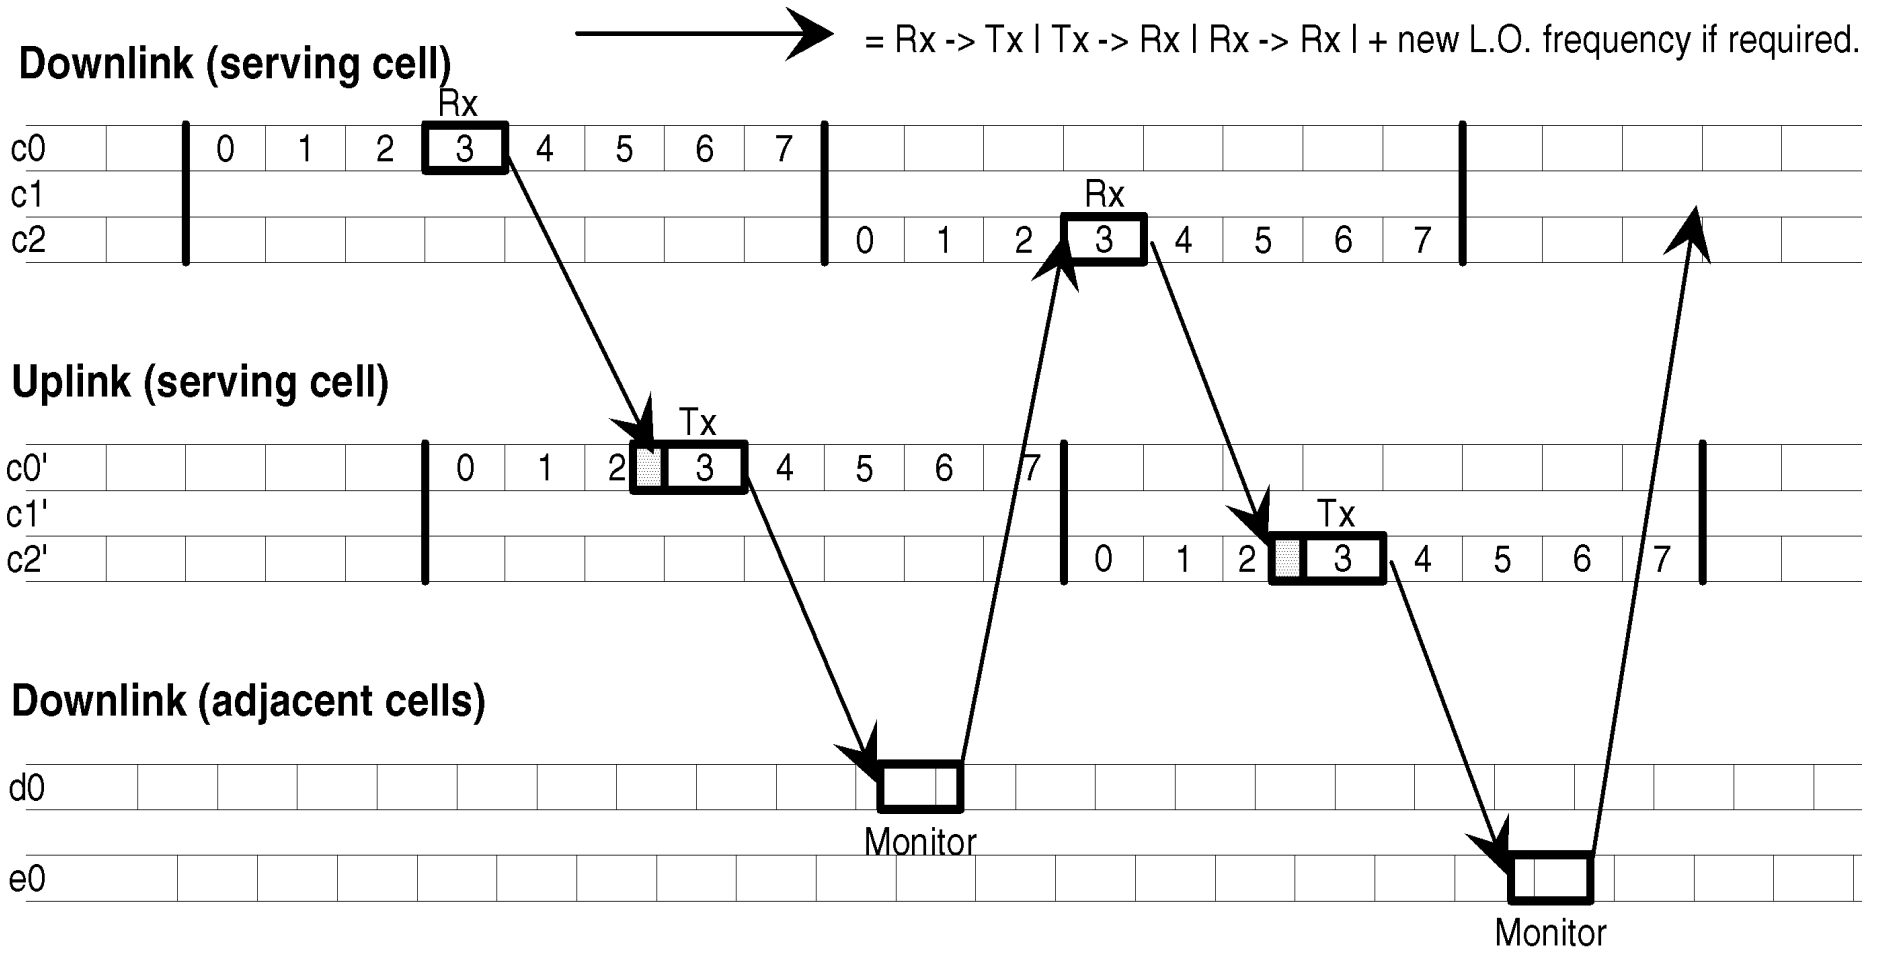 = Rx -> Tx | Tx -> Rx | Rx -> Rx | + new L.O. frequency if required.
Downlink (serving cell)
Rx
c0 0 1 2 3 4 5 6 7
c1 Rx
c2 0 1 2 3 4 5 6 7
Uplink (serving cell)
Tx
c0' 0 1 2 3 4 5 6 7
c1' Tx
c2' 0 1 2 3 4 5 6 7
Downlink (adjacent cells)
d0
Monitor
e0
Monitor